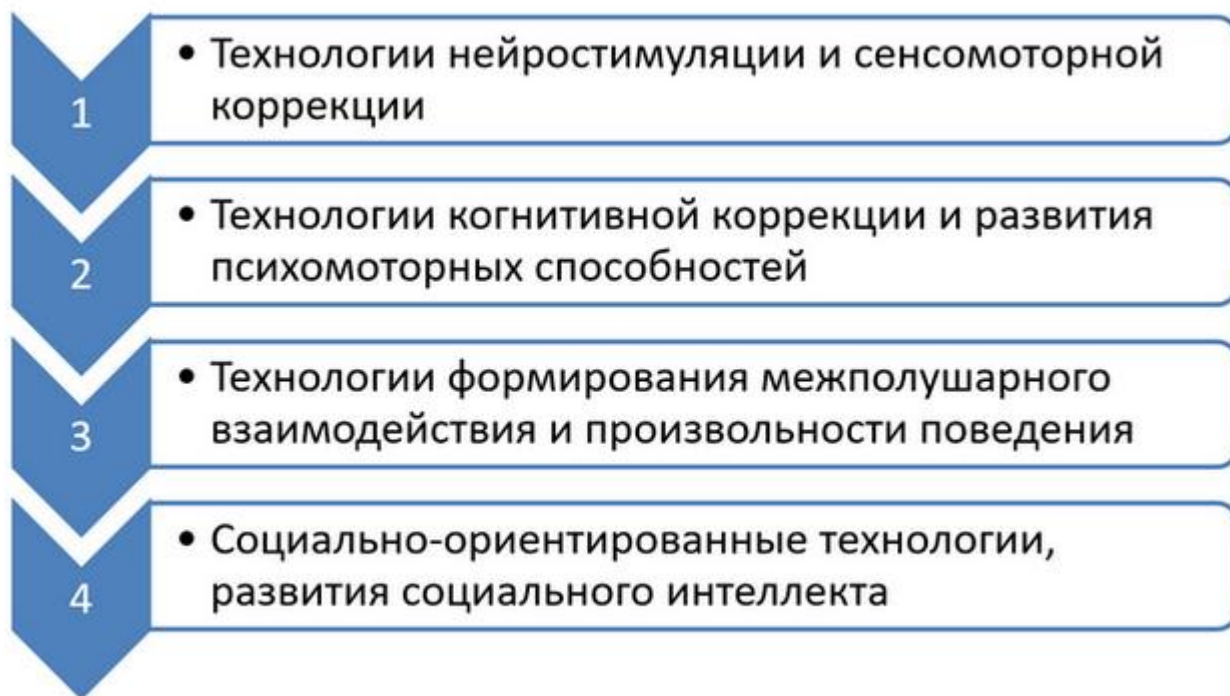 1
• Технологии нейростимуляции и сенсомоторной
коррекции
2
• Технологии когнитивной коррекции и развития
психомоторных способностей
3
• Технологии формирования межполушарного
взаимодействия и произвольности поведения
4
• Социально-ориентированные технологии,
развития социального интеллекта